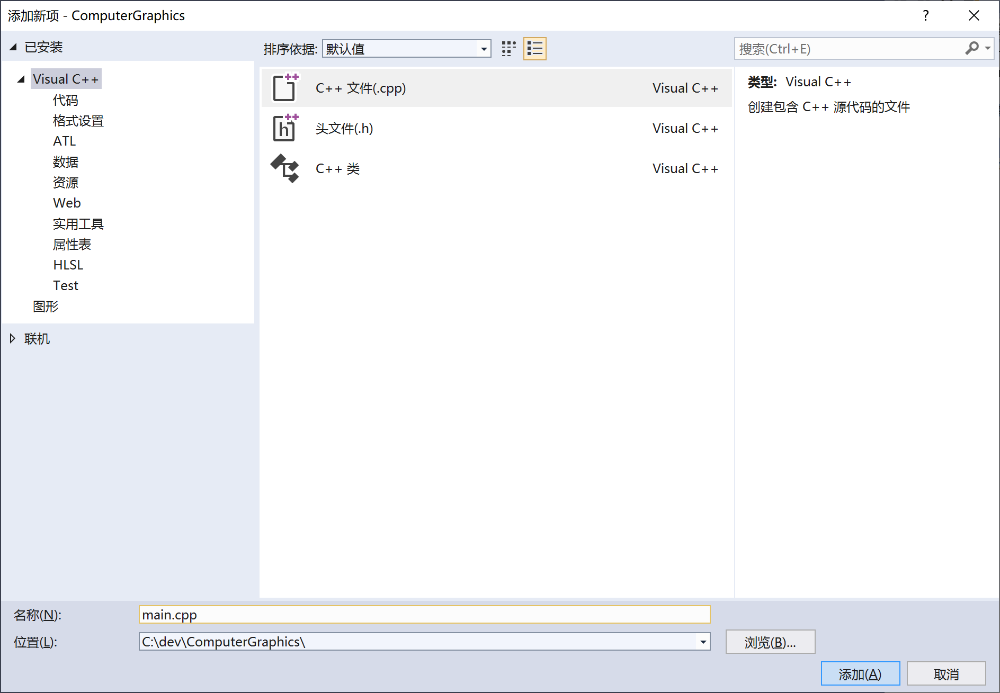 添加新项 - ComputerGraphics
?
已安装
排序依据: 默认值
搜索(Ctrl+E)
Visual C++
代码
格式设置
ATL
数据
资源
Web
实用工具
属性表
HLSL
Test
图形
联机
C++ 文件(.cpp) Visual C++
头文件(.h) Visual C++
C++ 类 Visual C++
类型: Visual C++
创建包含 C++ 源代码的文件
名称(N): main.cpp
位置(L): C:\dev\ComputerGraphics\
浏览(B)...
添加(A) 取消